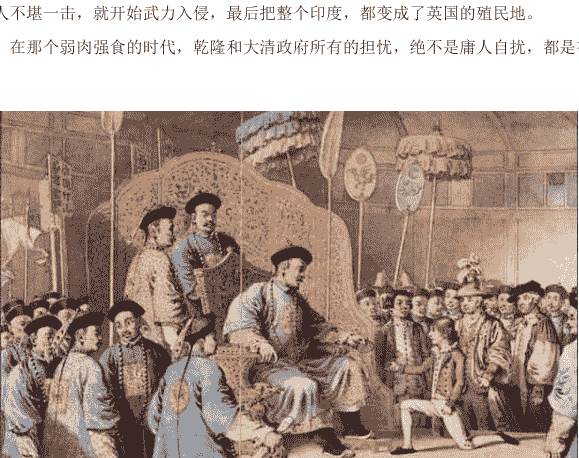 人不堪一击，就开始武力入侵，最后把整个印度，都变成了英国的殖民地。
在那个弱肉强食的时代，乾隆和大清政府所有的担忧，绝不是庸人自扰，都是